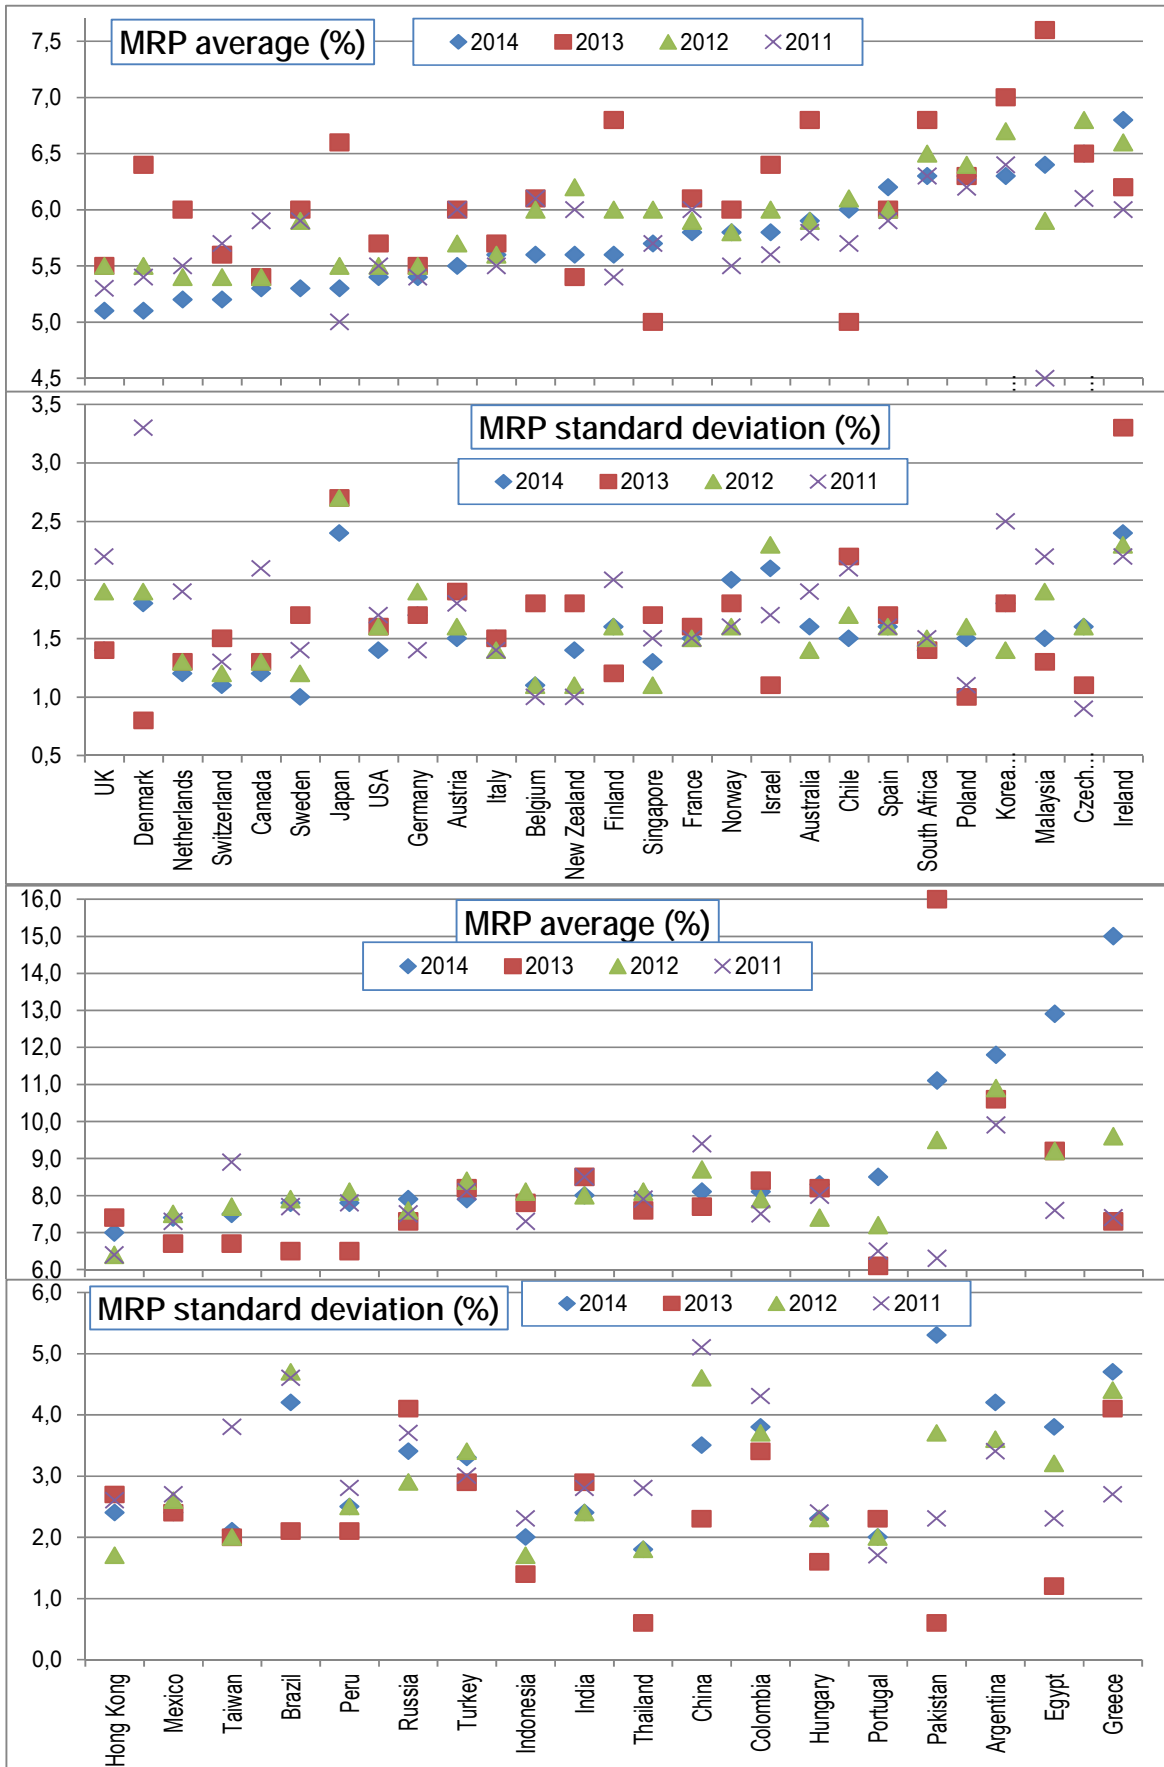 MRP average (%)
2014 2013 2012 2011
7,5
7,0
6,5
6,0
5,5
5,0
4,5
MRP standard deviation (%)
2014 2013 2012 2011
3,5
3,0
2,5
2,0
1,5
1,0
0,5
UK
Denmark
Netherlands
Switzerland
Canada
Sweden
Japan
USA
Germany
Austria
Italy
Belgium
New Zealand
Finland
Singapore
France
Norway
Israel
Australia
Chile
Spain
South Africa
Poland
Korea...
Malaysia
Czech...
Ireland
MRP average (%)
2014 2013 2012 2011
16,0
15,0
14,0
13,0
12,0
11,0
10,0
9,0
8,0
7,0
6,0
MRP standard deviation (%)
2014 2013 2012 2011
6,0
5,0
4,0
3,0
2,0
1,0
0,0
Hong Kong
Mexico
Taiwan
Brazil
Peru
Russia
Turkey
Indonesia
India
Thailand
China
Colombia
Hungary
Portugal
Pakistan
Argentina
Egypt
Greece